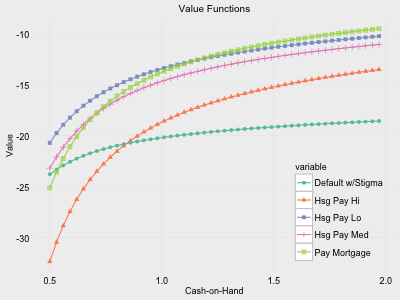 Value Functions
Value
-10
-15
-20
-25
-30
variable
Default w/Stigma
Hsg Pay Hi
Hsg Pay Lo
Hsg Pay Med
Pay Mortgage
0.5 1.0 1.5 2.0
Cash-on-Hand